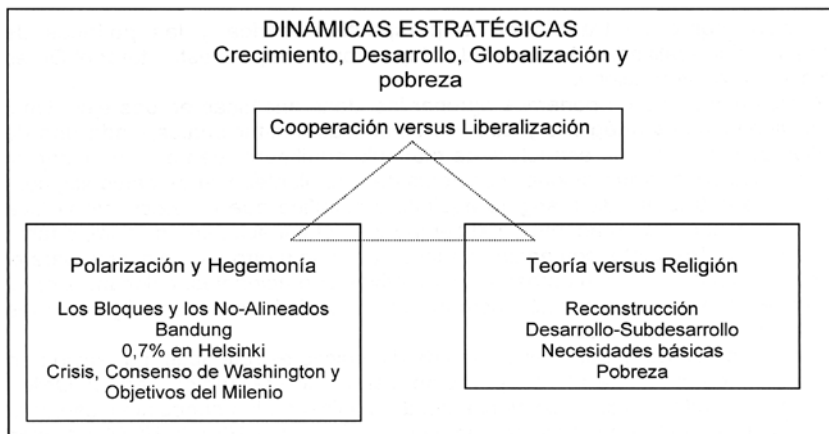 DINÁMICAS ESTRATÉGICAS
Crecimiento, Desarrollo, Globalización y
pobreza
Cooperación versus Liberalización
Polarización y Hegemonía
Los Bloques y los No-Alineados
Bandung
0,7% en Helsinki
Crisis, Consenso de Washington y
Objetivos del Milenio
Teoría versus Religión
Reconstrucción
Desarrollo-Subdesarrollo
Necesidades básicas
Pobreza